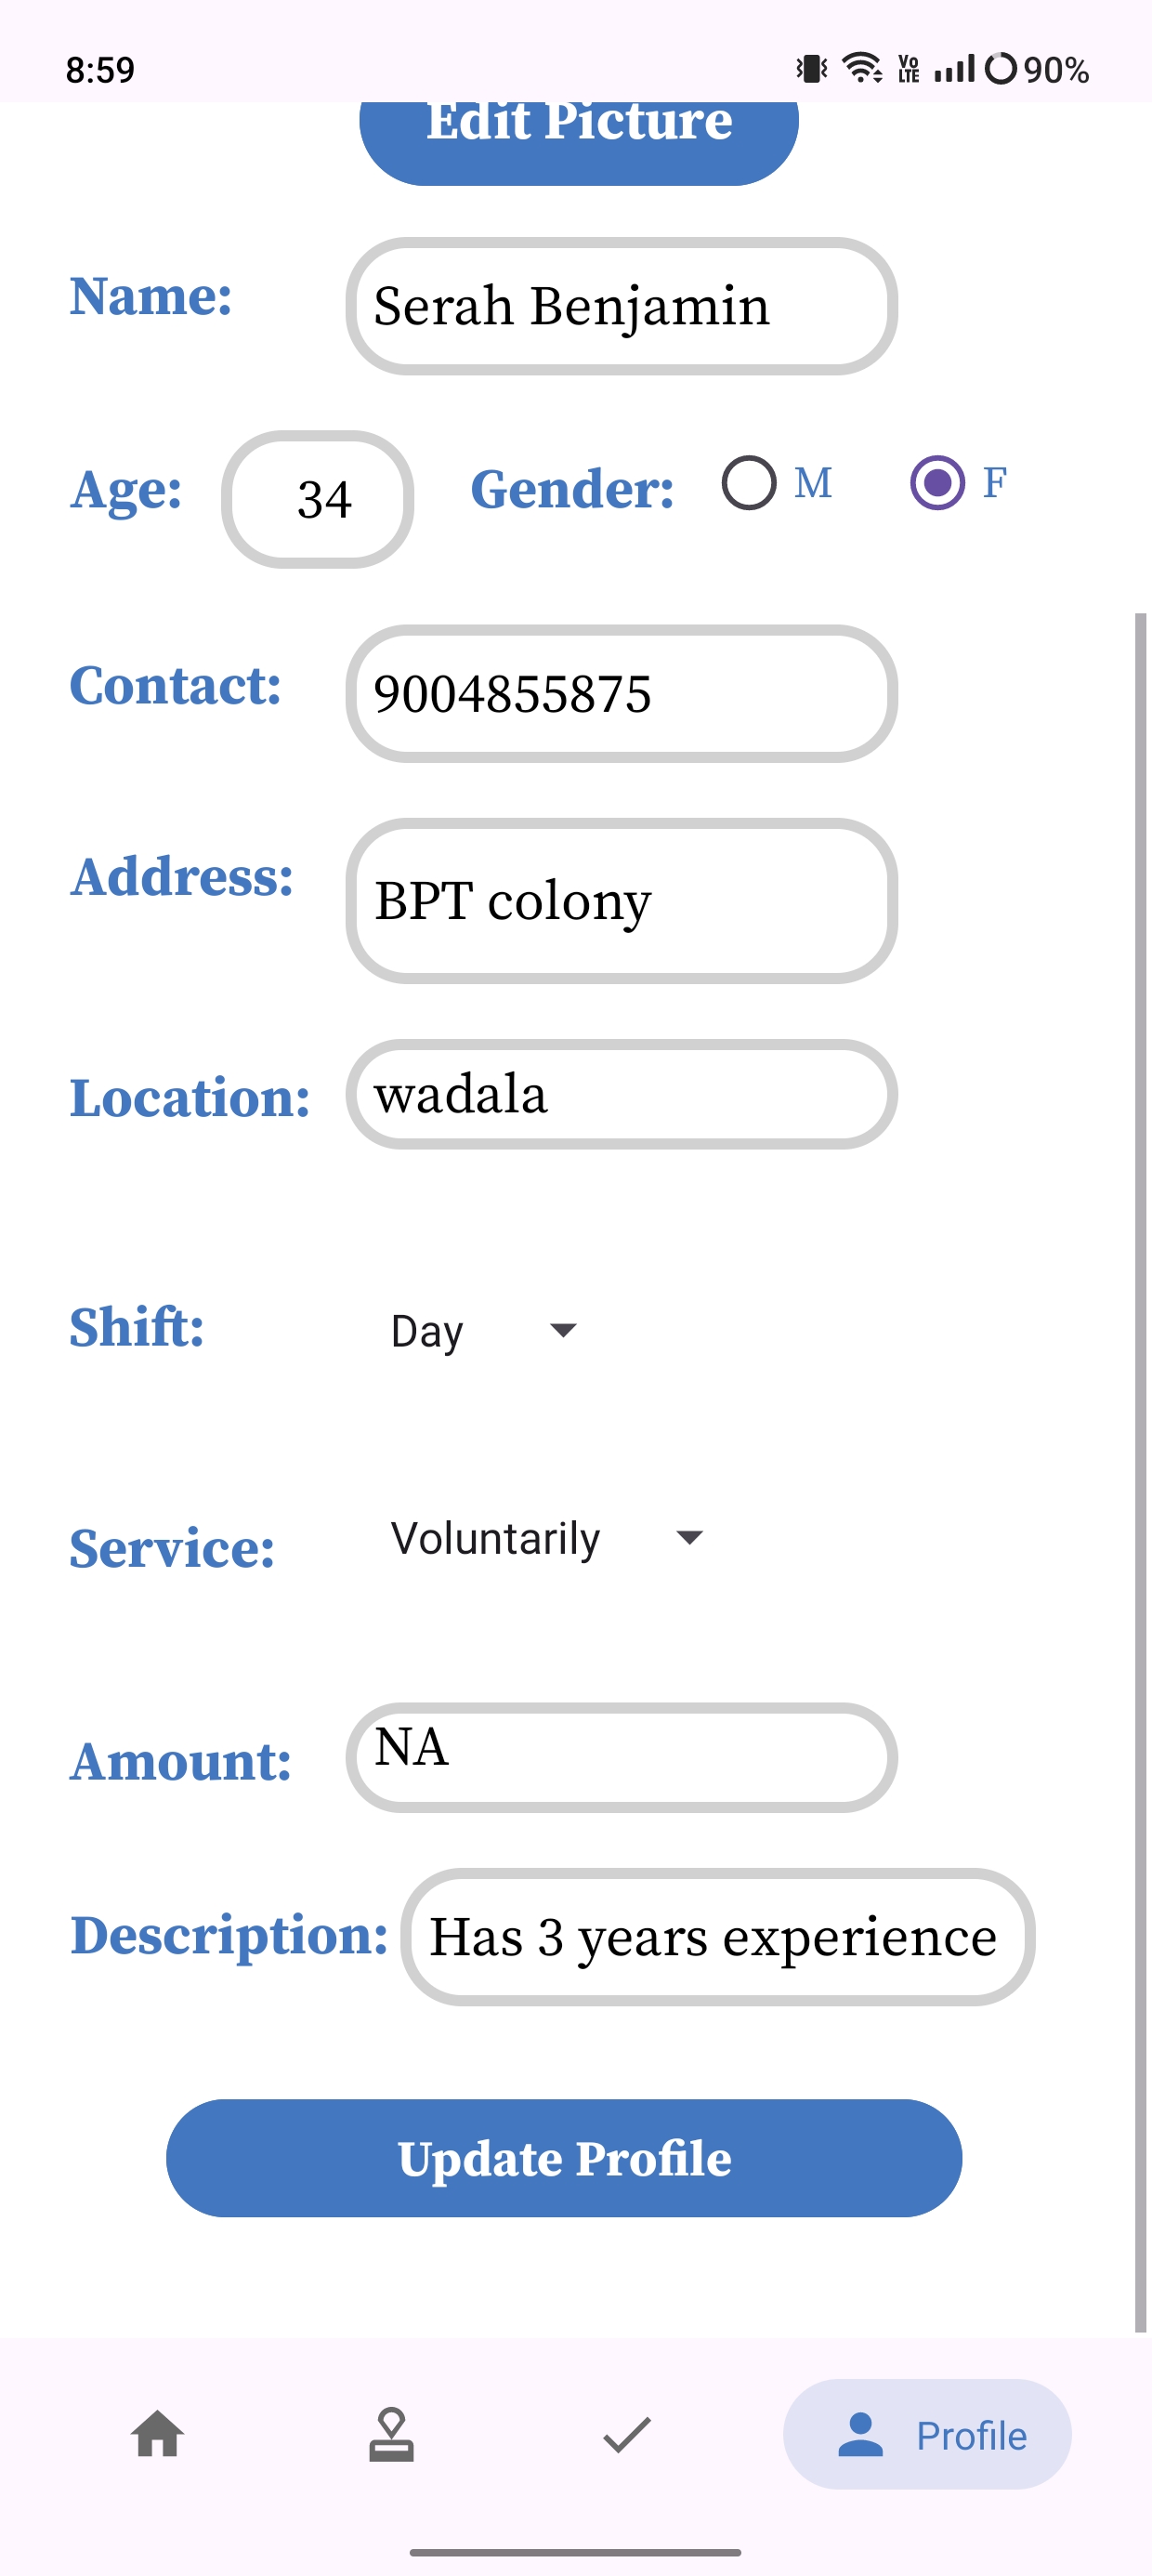 8:59 Vo LTE 90%
Edit Picture
Name: Serah Benjamin
Age: 34 Gender: M F
Contact: 9004855875
Address: BPT colony
Location: wadala
Shift: Day
Service: Voluntarily
Amount: NA
Description: Has 3 years experience
Update Profile
Profile